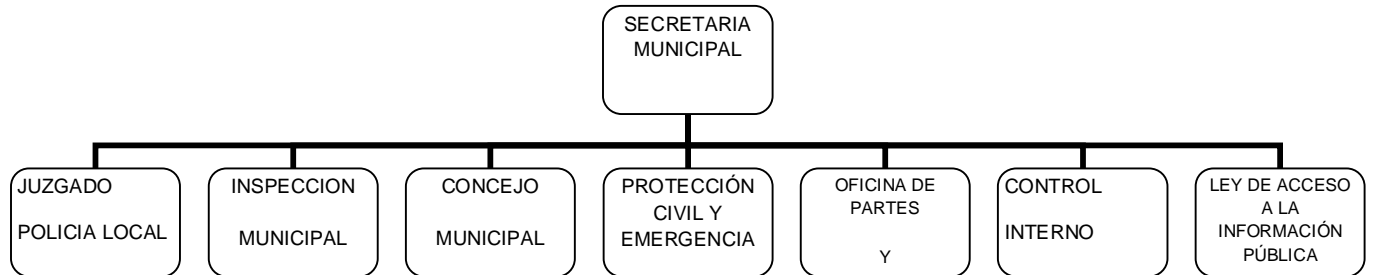 SECRETARIA
MUNICIPAL
JUZGADO
POLICIA LOCAL
INSPECCION
MUNICIPAL
CONCEJO
MUNICIPAL
PROTECCIÓN
CIVIL Y
EMERGENCIA
OFICINA DE
PARTES
Y
CONTROL
INTERNO
LEY DE ACCESO
A LA
INFORMACIÓN
PÚBLICA